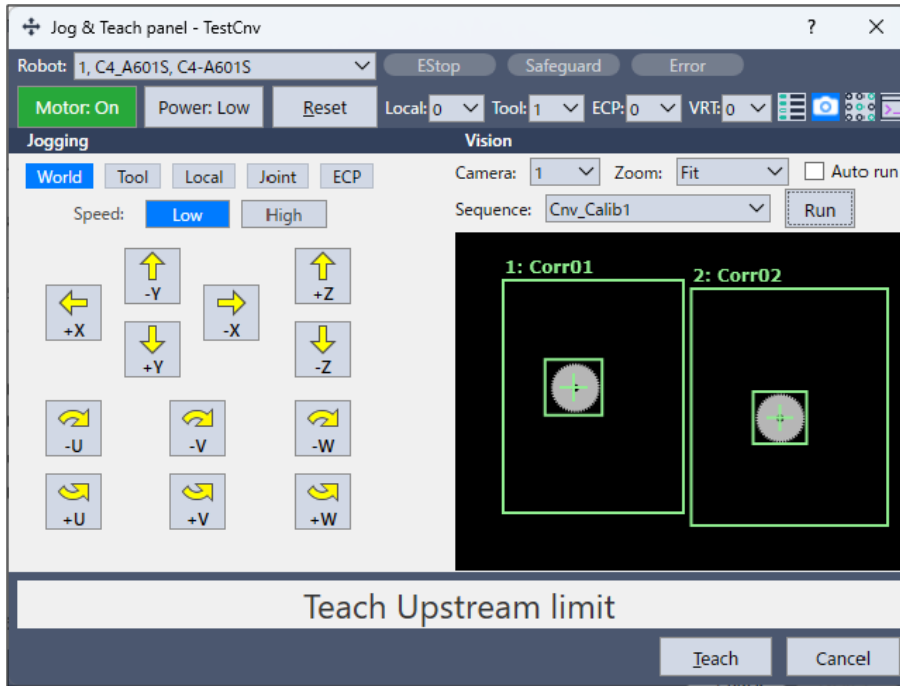 Jog & Teach panel - TestCnv
Robot: 1, C4_A601S, C4-A601S EStop Safeguard Error
Motor: On Power: Low Reset Local: 0 Tool: 1 ECP: 0 VRT: 0
Jogging
World Tool Local Joint ECP
Speed: Low High
-Y
+Z
+X
-X
+Y
-Z
-U -V -W
+U +V +W
Vision
Camera: 1 Zoom: Fit Auto run
Sequence: Cnv_Calib1 Run
1: Corr01
2: Corr02
Teach Upstream limit
Teach Cancel